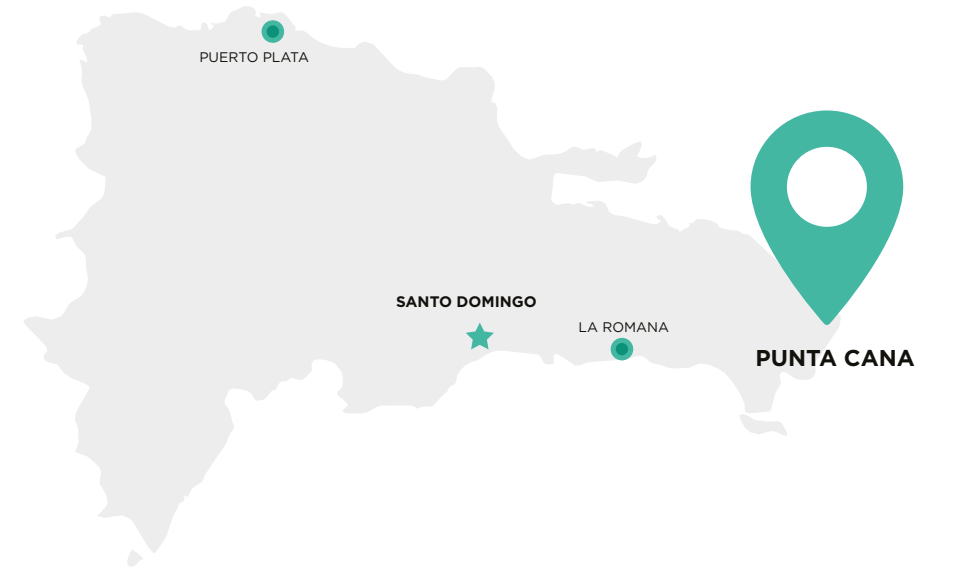 PUERTO PLATA
SANTO DOMINGO
LA ROMANA
PUNTA CANA